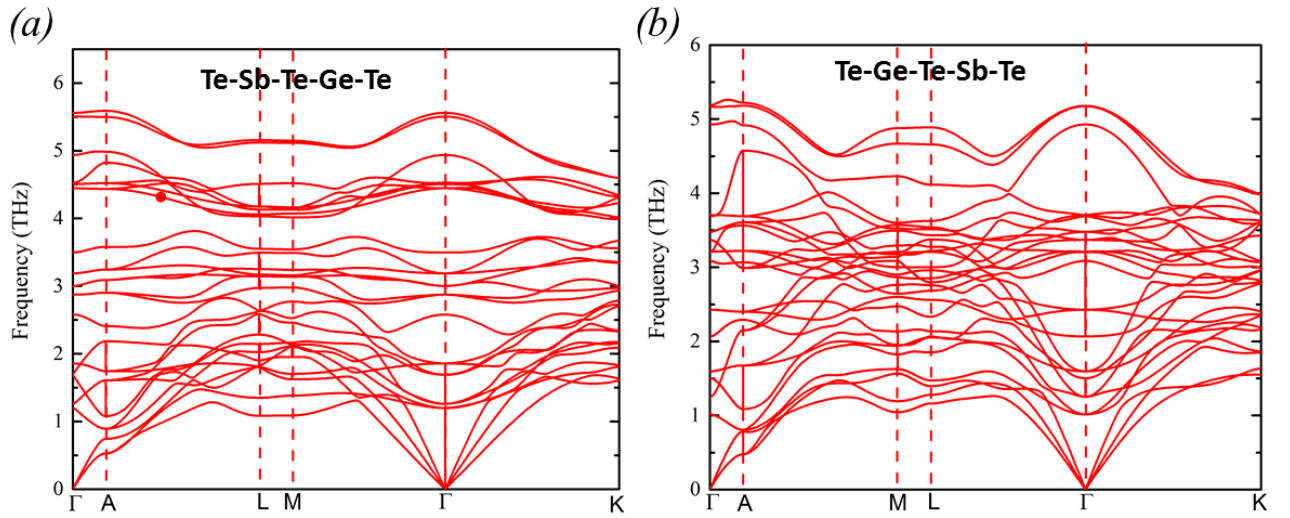 (a)
Te-Sb-Te-Ge-Te
Frequency (THz)
6
5
4
3
2
1
0
Γ A L M Γ K
(b)
Te-Ge-Te-Sb-Te
Frequency (THz)
6
5
4
3
2
1
0
Γ A M L Γ K